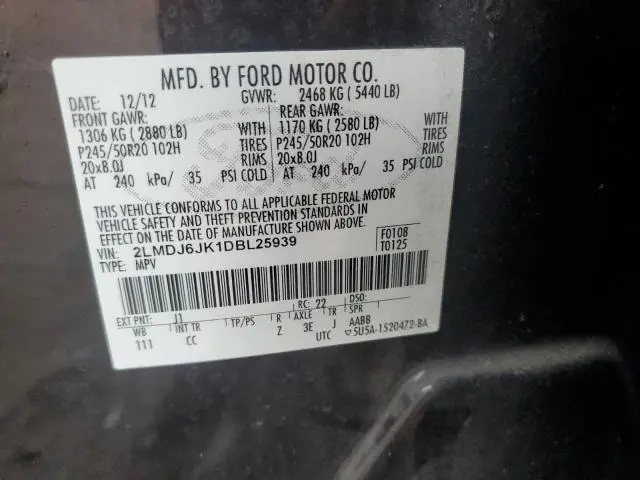 MFD. BY FORD MOTOR CO.
DATE: 12/12 GVWR: 2468 KG ( 5440 LB)
FRONT GAWR: REAR GAWR:
1306 KG ( 2880 LB) WITH 1170 KG ( 2580 LB) WITH
P245/50R20 102H TIRES P245/50R20 102H TIRES
20x8.0J RIMS 20x8.0J RIMS
AT 240 kPa/ 35 PSI COLD AT 240 kPa/ 35 PSI COLD
THIS VEHICLE CONFORMS TO ALL APPLICABLE FEDERAL MOTOR
VEHICLE SAFETY AND THEFT PREVENTION STANDARDS IN
EFFECT ON THE DATE OF MANUFACTURE SHOWN ABOVE.
VIN: 2LMDJ6JK1DBL25939 F0108
TYPE: MPV T0125
EXT PNT: J1 RC: 22 DSO:
WB INT TR TP/PS R AXLE TR SPR
111 CC Z 3E J AABB
UTC ▽5U5A-1520472-BA